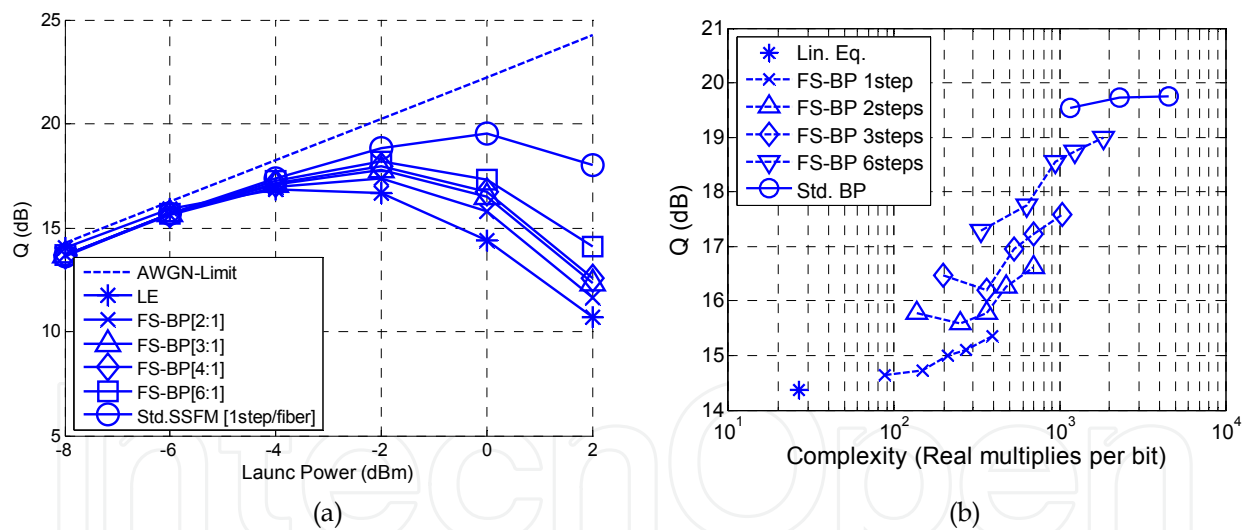 25
20
15
10
5
Q (dB)
AWGN-Limit
LE
FS-BP[2:1]
FS-BP[3:1]
FS-BP[4:1]
FS-BP[6:1]
Std.SSFM [1step/fiber]
-8 -6 -4 -2 0 2
Launc Power (dBm)
(a)
21
20
19
18
17
16
15
14
Q (dB)
Lin. Eq.
FS-BP 1step
FS-BP 2steps
FS-BP 3steps
FS-BP 6steps
Std. BP
10^1 10^2 10^3 10^4
Complexity (Real multiplies per bit)
(b)
IntechOpen